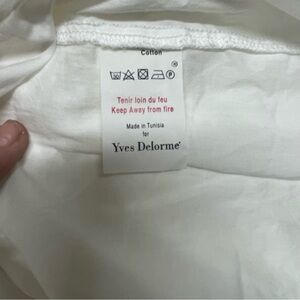 Cotton
Tenir loin du feu
Keep Away from fire
Made in Tunisia
for
Yves Delorme